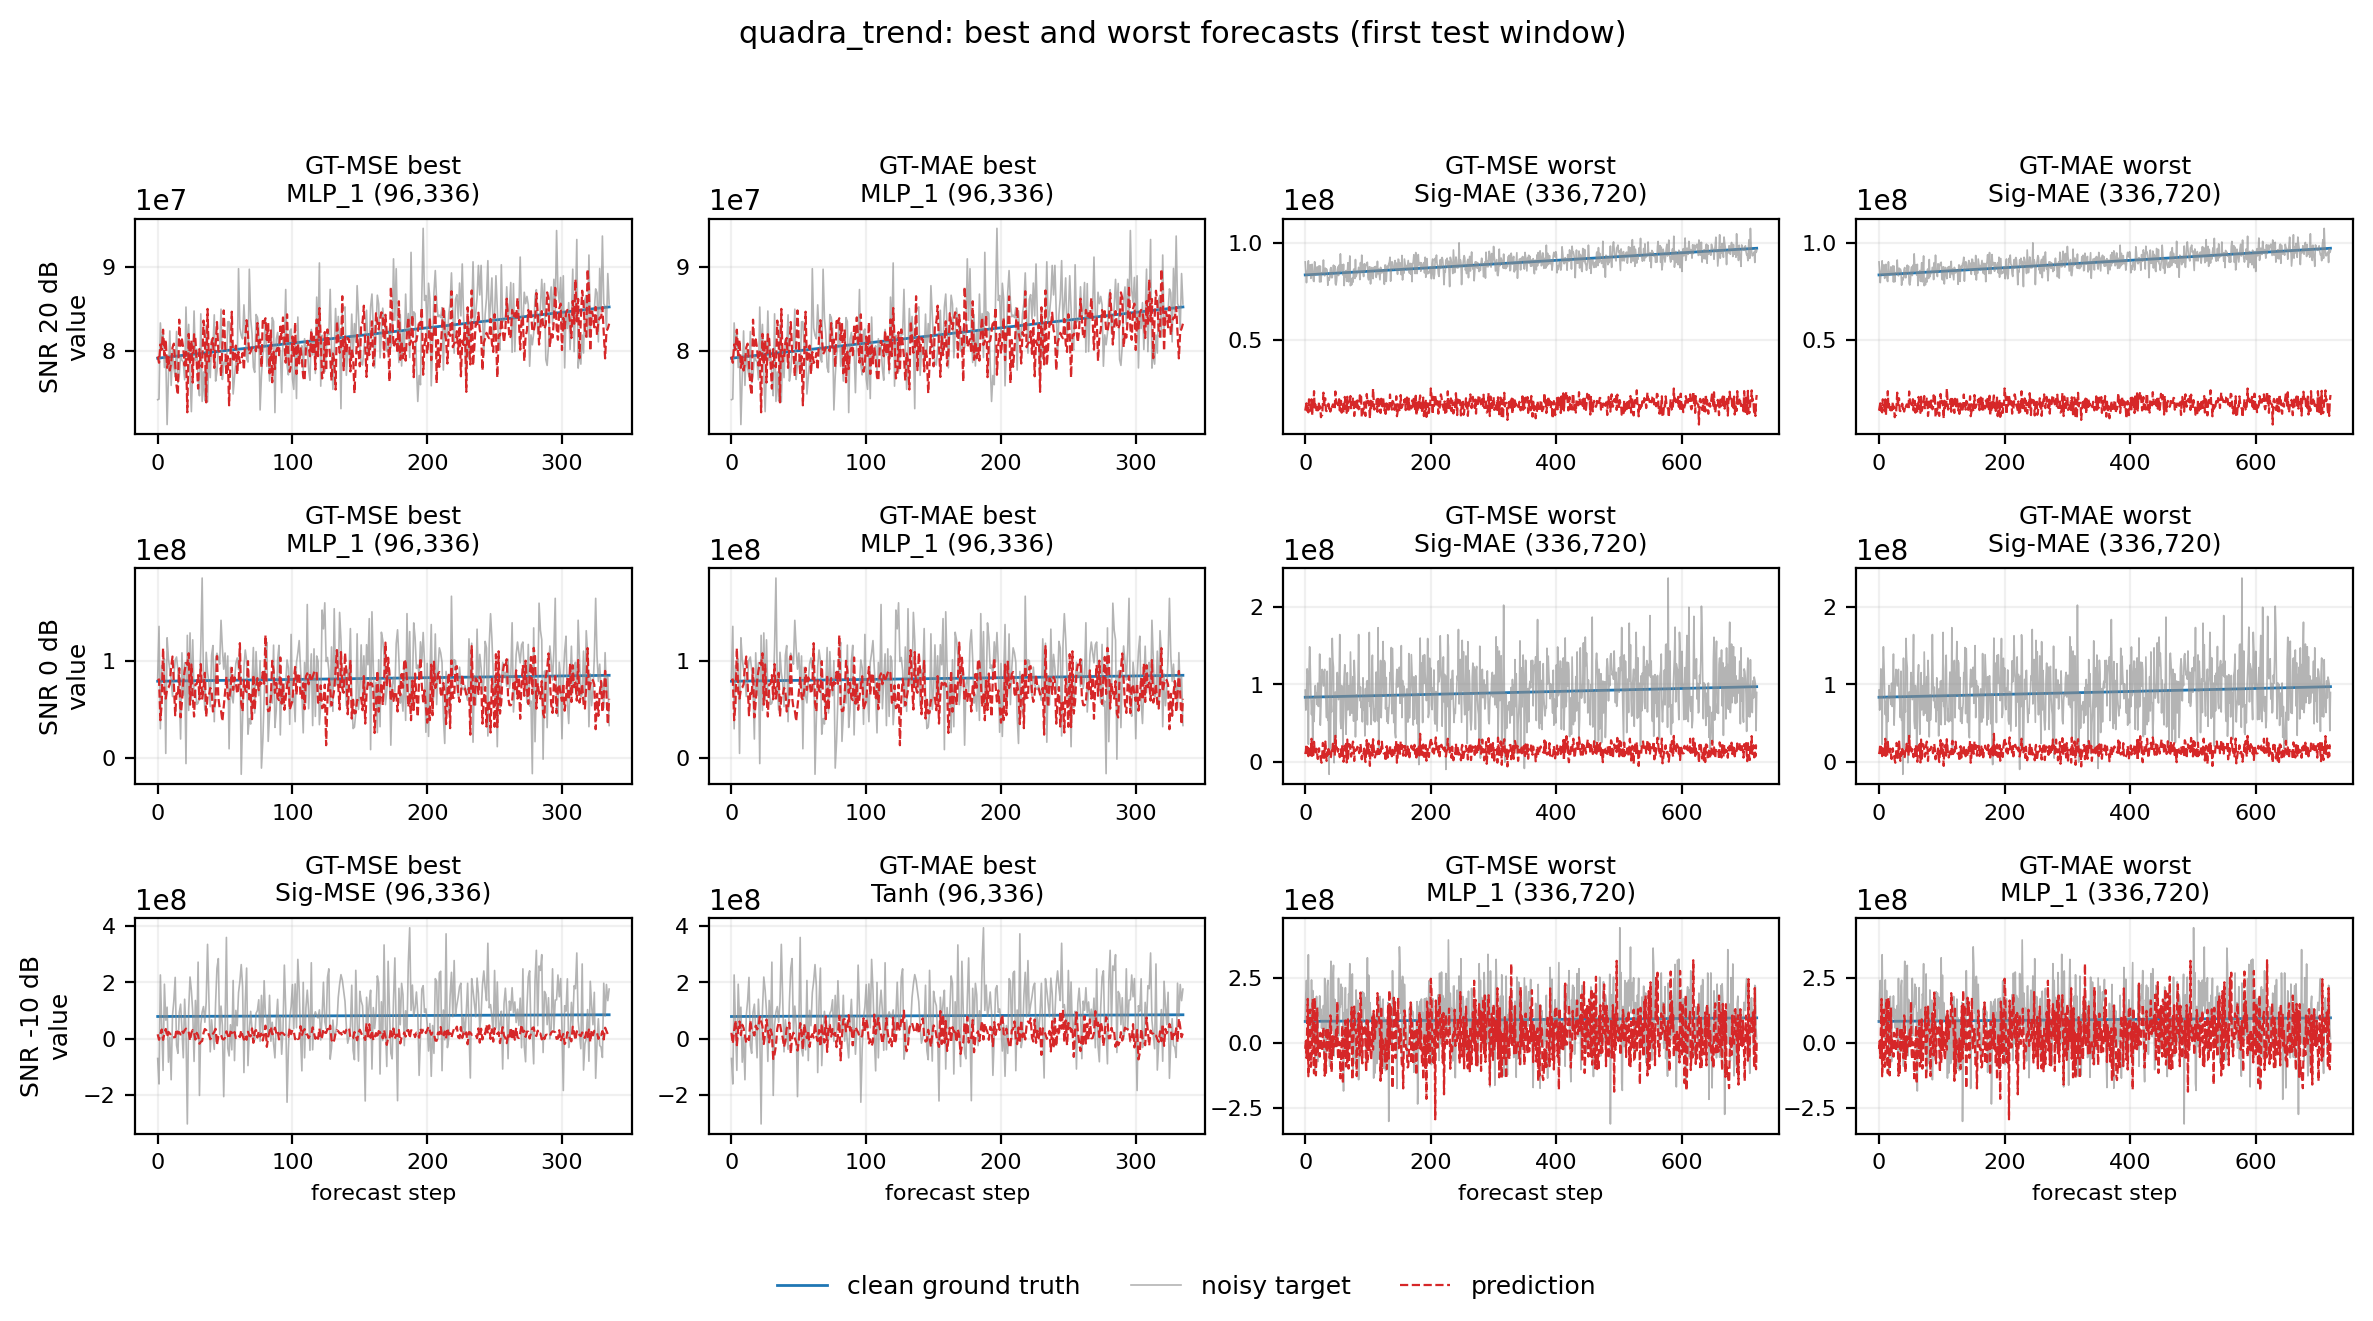 quadra_trend: best and worst forecasts (first test window)
GT-MSE best
MLP_1 (96,336)
1e7
9
8
0 100 200 300
SNR 20 dB
value
GT-MAE best
MLP_1 (96,336)
1e7
9
8
0 100 200 300
GT-MSE worst
Sig-MAE (336,720)
1e8
1.0
0.5
0 200 400 600
GT-MAE worst
Sig-MAE (336,720)
1e8
1.0
0.5
0 200 400 600
GT-MSE best
MLP_1 (96,336)
1e8
1
0
0 100 200 300
SNR 0 dB
value
GT-MAE best
MLP_1 (96,336)
1e8
1
0
0 100 200 300
GT-MSE worst
Sig-MAE (336,720)
1e8
2
1
0
0 200 400 600
GT-MAE worst
Sig-MAE (336,720)
1e8
2
1
0
0 200 400 600
GT-MSE best
Sig-MSE (96,336)
1e8
4
2
0
−2
0 100 200 300
forecast step
SNR -10 dB
value
GT-MAE best
Tanh (96,336)
1e8
4
2
0
−2
0 100 200 300
forecast step
GT-MSE worst
MLP_1 (336,720)
1e8
2.5
0.0
−2.5
0 200 400 600
forecast step
GT-MAE worst
MLP_1 (336,720)
1e8
2.5
0.0
−2.5
0 200 400 600
forecast step
clean ground truth noisy target prediction